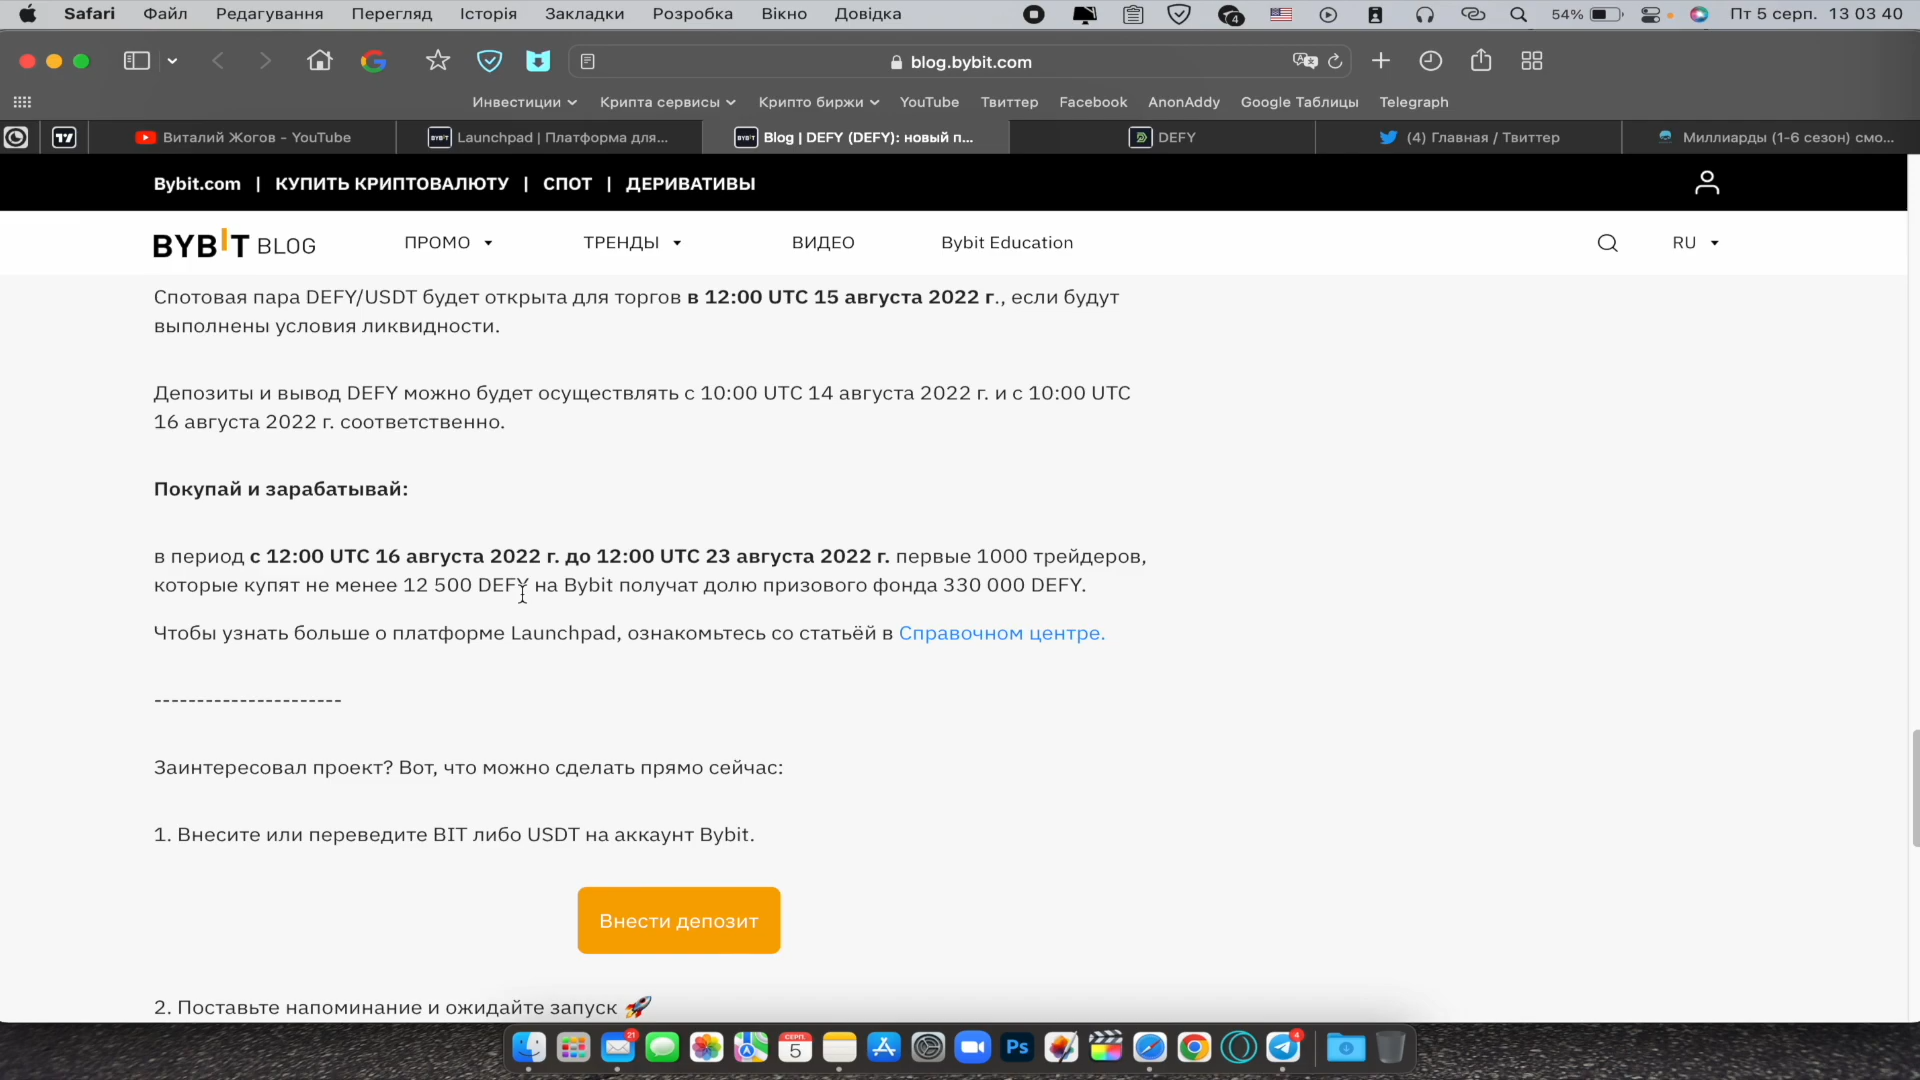 Safari Файл Редагування Перегляд Історія Закладки Розробка Вікно Довідка 4 54% Пт 5 серп. 13 03 40
blog.bybit.com
Инвестиции Крипта сервисы Крипто биржи YouTube Твиттер Facebook AnonAddy Google Таблицы Telegraph
Виталий Жогов - YouTube BYBIT Launchpad | Платформа для... BYBIT Blog | DEFY (DEFY): новый п... DEFY (4) Главная / Твиттер Миллиарды (1-6 сезон) смо...
Bybit.com | КУПИТЬ КРИПТОВАЛЮТУ | СПОТ | ДЕРИВАТИВЫ
BYBIT BLOG ПРОМО ТРЕНДЫ ВИДЕО Bybit Education RU
Спотовая пара DEFY/USDT будет открыта для торгов в 12:00 UTC 15 августа 2022 г., если будут
выполнены условия ликвидности.
Депозиты и вывод DEFY можно будет осуществлять с 10:00 UTC 14 августа 2022 г. и с 10:00 UTC
16 августа 2022 г. соответственно.
Покупай и зарабатывай:
в период с 12:00 UTC 16 августа 2022 г. до 12:00 UTC 23 августа 2022 г. первые 1000 трейдеров,
которые купят не менее 12 500 DEFY на Bybit получат долю призового фонда 330 000 DEFY.
Чтобы узнать больше о платформе Launchpad, ознакомьтесь со статьёй в Справочном центре.
----------------------
Заинтересовал проект? Вот, что можно сделать прямо сейчас:
1. Внесите или переведите BIT либо USDT на аккаунт Bybit.
Внести депозит
2. Поставьте напоминание и ожидайте запуск 🚀
21 СЕРП. 5 Ps 4